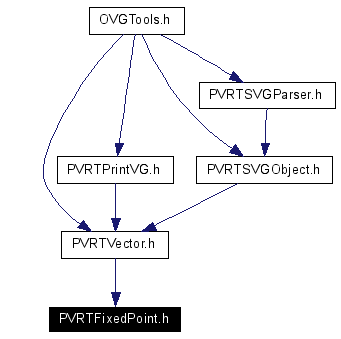 OVGTools.h
PVRTSVGParser.h
PVRTPrintVG.h
PVRTSVGObject.h
PVRTVector.h
PVRTFixedPoint.h